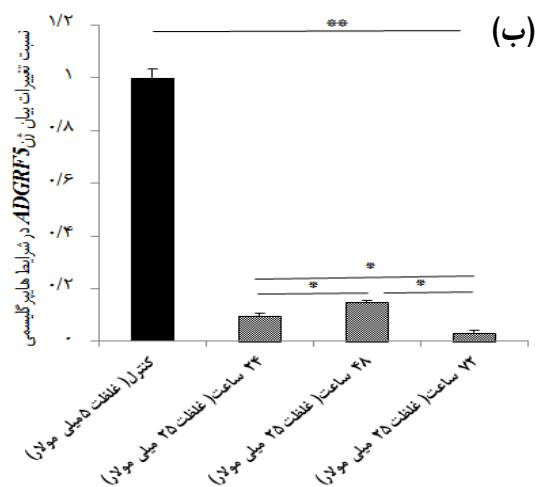 (ب)
نسبت تغییرات بیان ژن ADGRF5 در شرایط هایپرگلیسمی
۱/۲
۱
۰/۸
۰/۶
۰/۴
۰/۲
۰
**
*
*
*
کنترل( غلظت ۵میلی مولار)
۲۴ ساعت( غلظت ۲۵ میلی مولار)
۴۸ ساعت( غلظت ۲۵ میلی مولار)
۷۲ ساعت( غلظت ۲۵ میلی مولار)